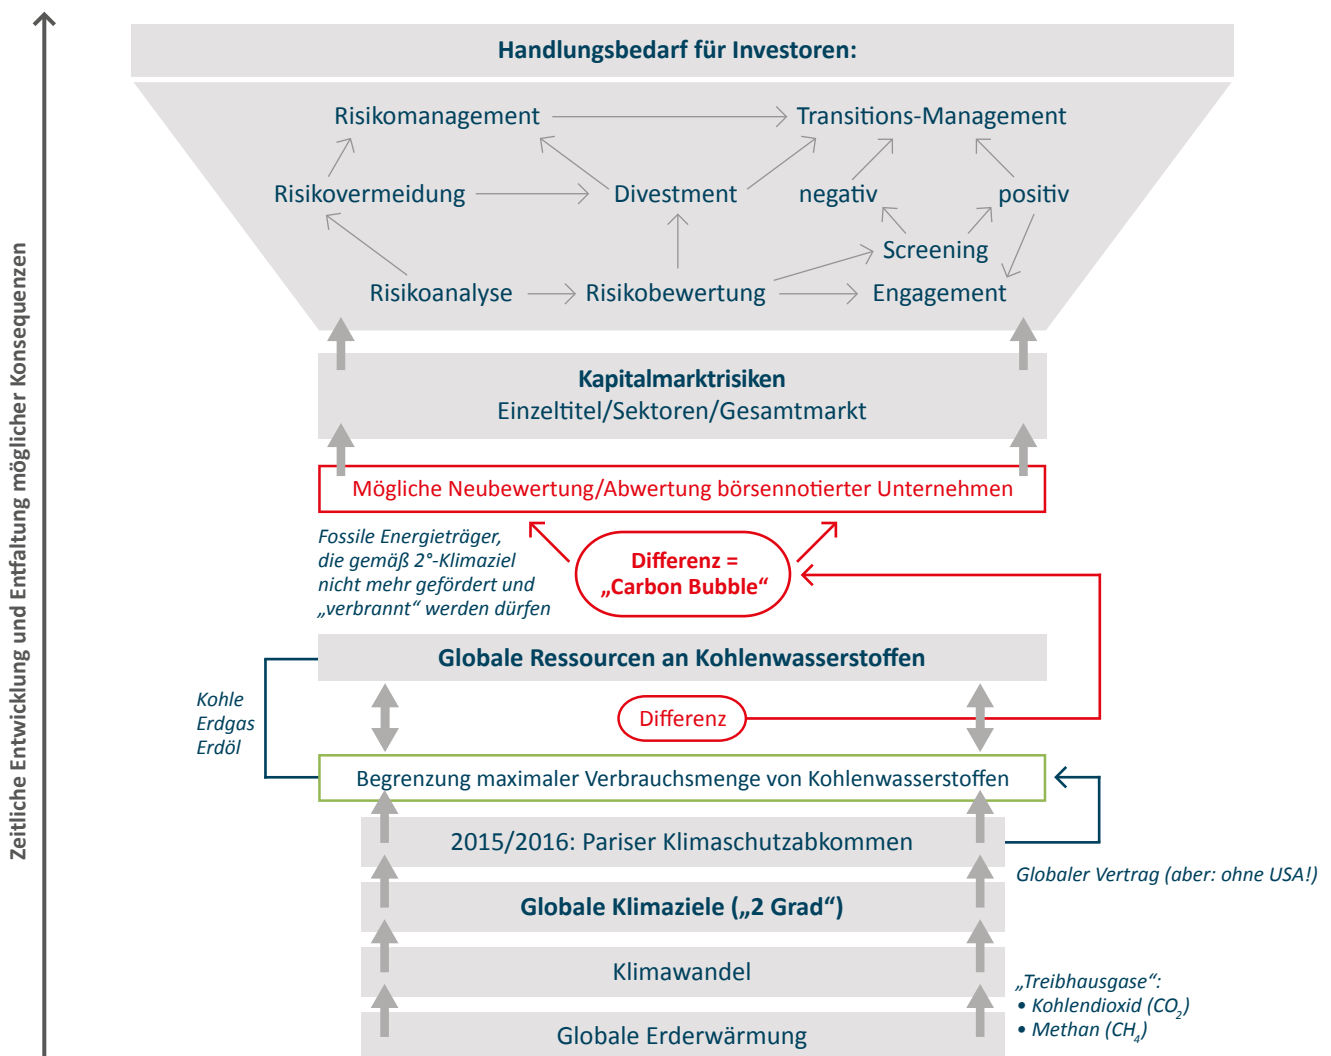 Zeitliche Entwicklung und Entfaltung möglicher Konsequenzen
Handlungsbedarf für Investoren:
Risikomanagement
Transitions-Management
Risikovermeidung
Divestment
negativ
positiv
Screening
Risikoanalyse
Risikobewertung
Engagement
Kapitalmarktrisiken
Einzeltitel/Sektoren/Gesamtmarkt
Mögliche Neubewertung/Abwertung börsennotierter Unternehmen
Fossile Energieträger,
die gemäß 2°-Klimaziel
nicht mehr gefördert und
„verbrannt“ werden dürfen
Differenz =
„Carbon Bubble“
Globale Ressourcen an Kohlenwasserstoffen
Kohle
Erdgas
Erdöl
Differenz
Begrenzung maximaler Verbrauchsmenge von Kohlenwasserstoffen
2015/2016: Pariser Klimaschutzabkommen
Globaler Vertrag (aber: ohne USA!)
Globale Klimaziele („2 Grad“)
Klimawandel
„Treibhausgase“:
• Kohlendioxid (CO₂)
• Methan (CH₄)
Globale Erderwärmung